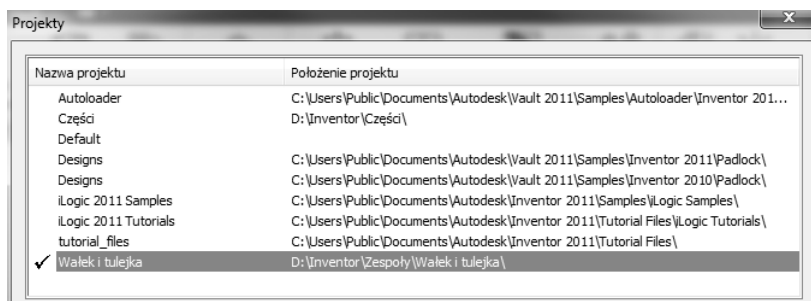 Projekty
Nazwa projektu Położenie projektu
Autoloader C:\Users\Public\Documents\Autodesk\Vault 2011\Samples\Autoloader\Inventor 201...
Części D:\Inventor\Części\
Default
Designs C:\Users\Public\Documents\Autodesk\Vault 2011\Samples\Inventor 2011\Padlock\
Designs C:\Users\Public\Documents\Autodesk\Vault 2011\Samples\Inventor 2010\Padlock\
iLogic 2011 Samples C:\Users\Public\Documents\Autodesk\Inventor 2011\Samples\iLogic Samples\
iLogic 2011 Tutorials C:\Users\Public\Documents\Autodesk\Inventor 2011\Tutorial Files\iLogic Tutorials\
tutorial_files C:\Users\Public\Documents\Autodesk\Inventor 2011\Tutorial Files\
Wałek i tulejka D:\Inventor\Zespoły\Wałek i tulejka\